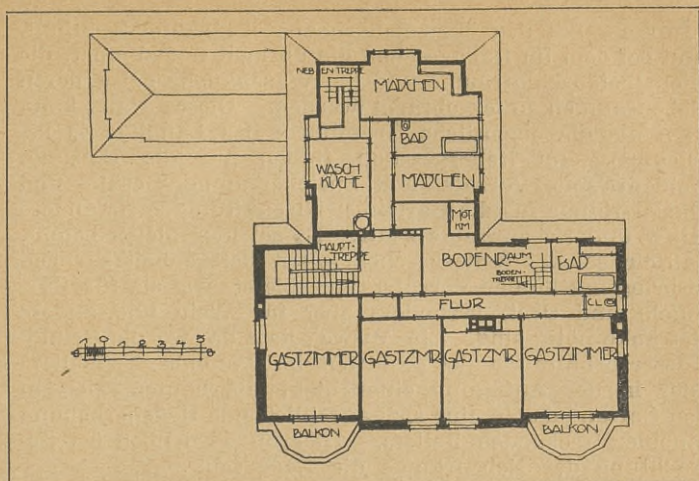 NEBENTREPPE
MÄDCHEN
BAD
WASCH
KÜCHE
MÄDCHEN
MOT.
KM
HAUPT-
TREPPE
BODENRAUM
BODEN-
TREPPE
BAD
FLUR
CL
1 0 1 2 3 4 5
GASTZIMMER
GASTZMR
GASTZMR
GASTZIMMER
BALKON
BALKON